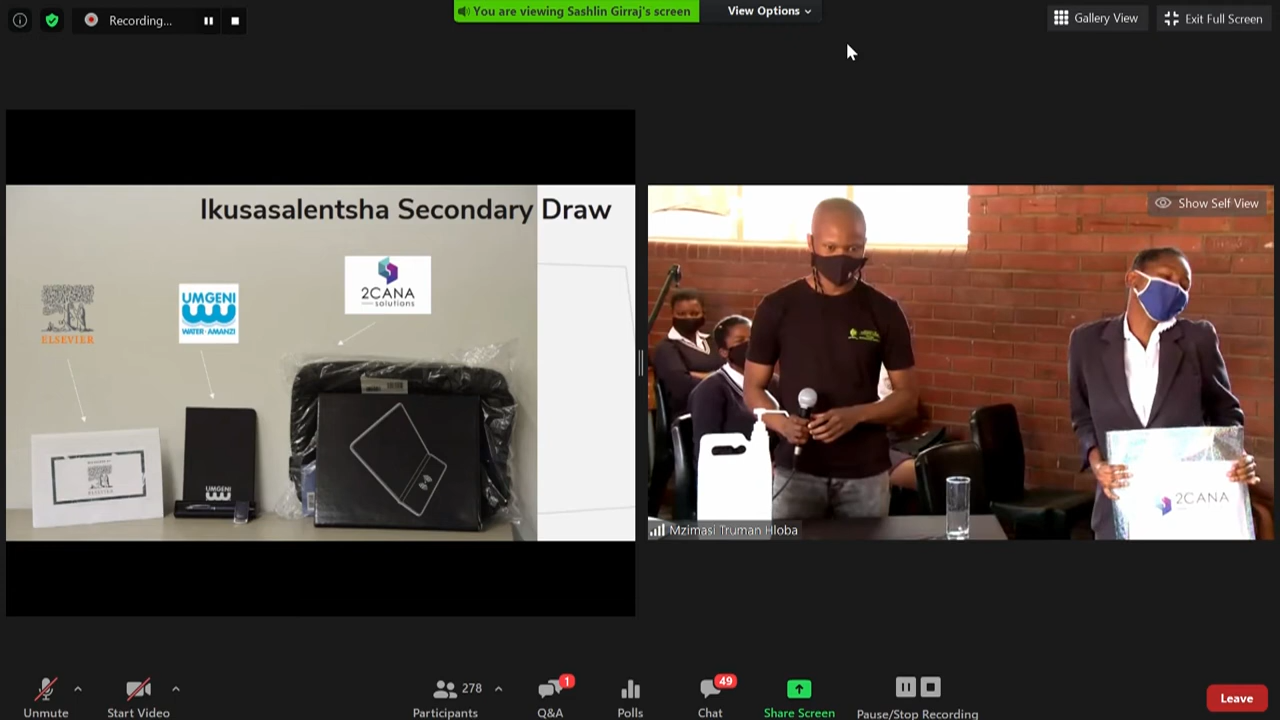 Recording...
You are viewing Sashlin Girraj's screen
View Options
Gallery View
Exit Full Screen
Ikusasalentsha Secondary Draw
ELSEVIER
UMGENI
WATER · AMANZI
2CANA
solutions
ELSEVIER
UMGENI
Show Self View
2CANA
Mzimasi Truman Hloba
Unmute
Start Video
278
Participants
1
Q&A
Polls
49
Chat
Share Screen
Pause/Stop Recording
Leave